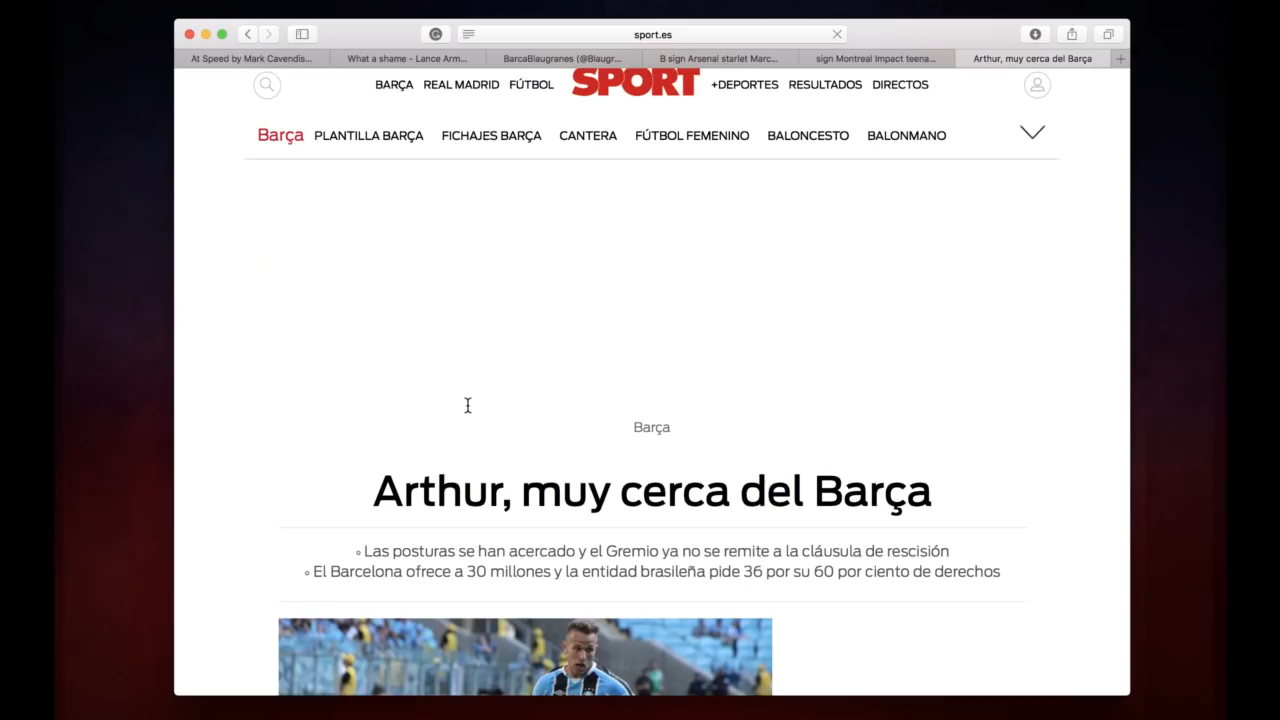 sport.es
At Speed by Mark Cavendis...
What a shame - Lance Arm...
BarcaBlaugranes (@Blaugr...
B sign Arsenal starlet Marc...
sign Montreal Impact teena...
Arthur, muy cerca del Barça
BARÇA REAL MADRID FÚTBOL SPORT +DEPORTES RESULTADOS DIRECTOS
Barça PLANTILLA BARÇA FICHAJES BARÇA CANTERA FÚTBOL FEMENINO BALONCESTO BALONMANO
Barça
Arthur, muy cerca del Barça
◦ Las posturas se han acercado y el Gremio ya no se remite a la cláusula de rescisión
◦ El Barcelona ofrece a 30 millones y la entidad brasileña pide 36 por su 60 por ciento de derechos